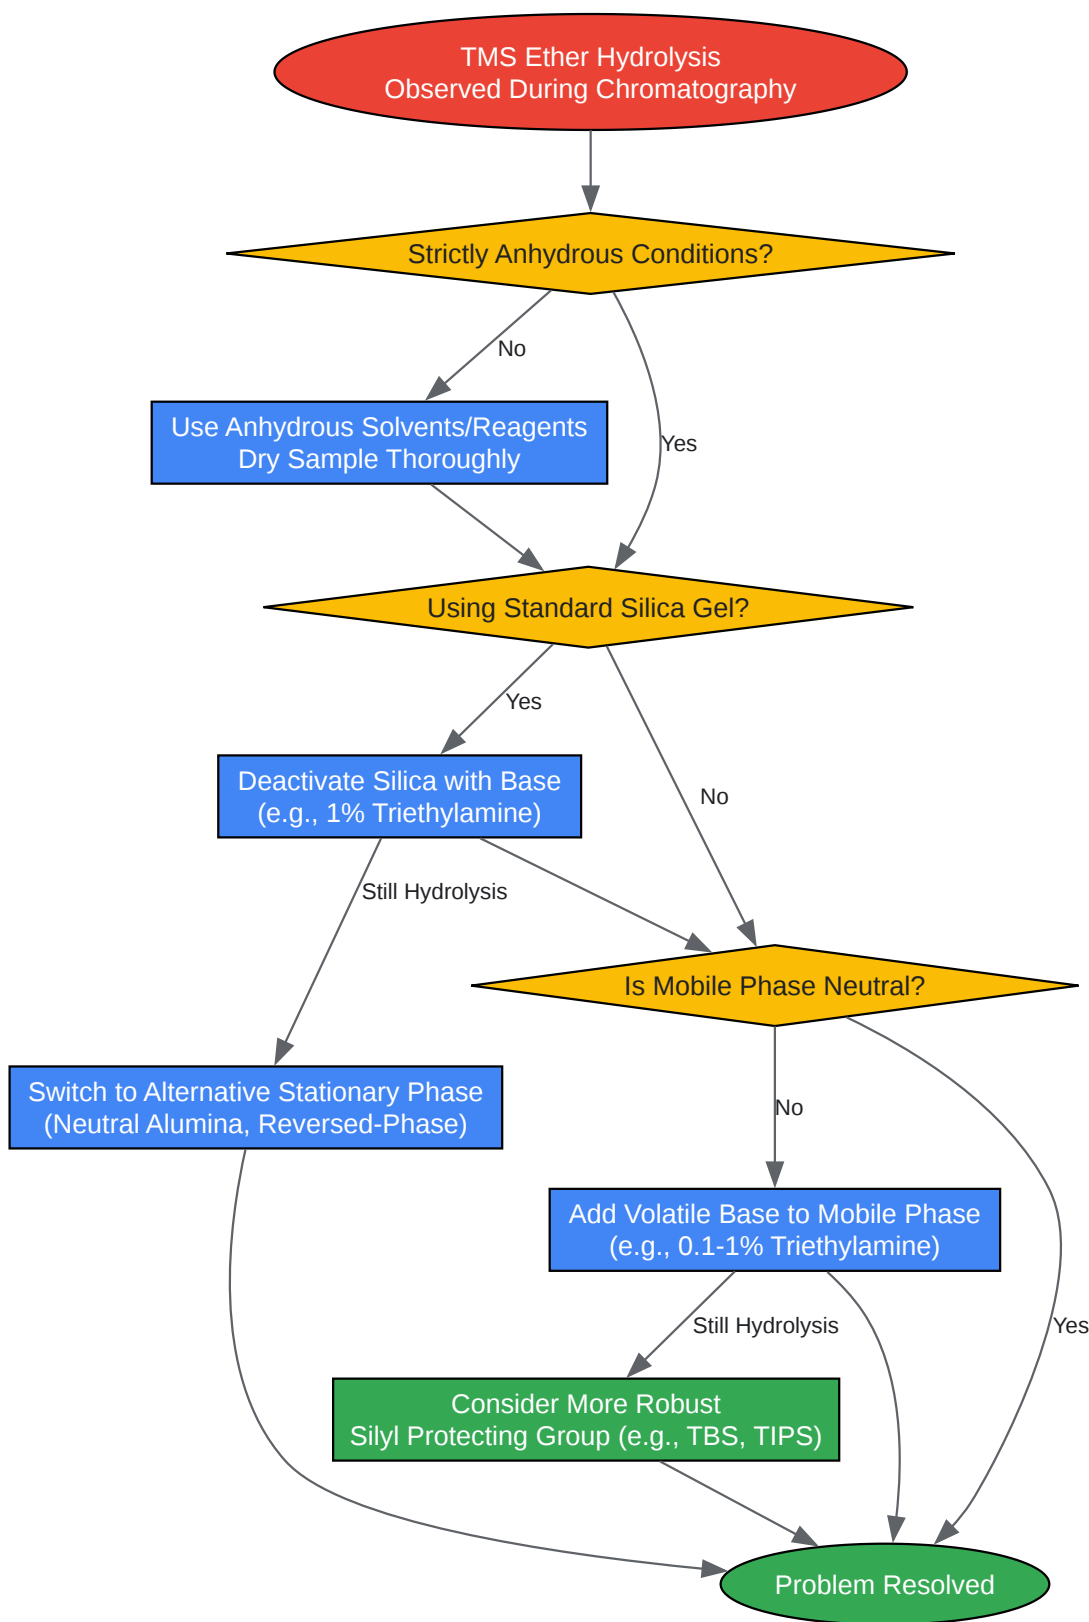 TMS Ether Hydrolysis
Observed During Chromatography
Strictly Anhydrous Conditions?
No
Use Anhydrous Solvents/Reagents
Dry Sample Thoroughly
Yes
Using Standard Silica Gel?
Yes
Deactivate Silica with Base
(e.g., 1% Triethylamine)
No
Still Hydrolysis
Is Mobile Phase Neutral?
Switch to Alternative Stationary Phase
(Neutral Alumina, Reversed-Phase)
No
Add Volatile Base to Mobile Phase
(e.g., 0.1-1% Triethylamine)
Still Hydrolysis
Yes
Consider More Robust
Silyl Protecting Group (e.g., TBS, TIPS)
Problem Resolved